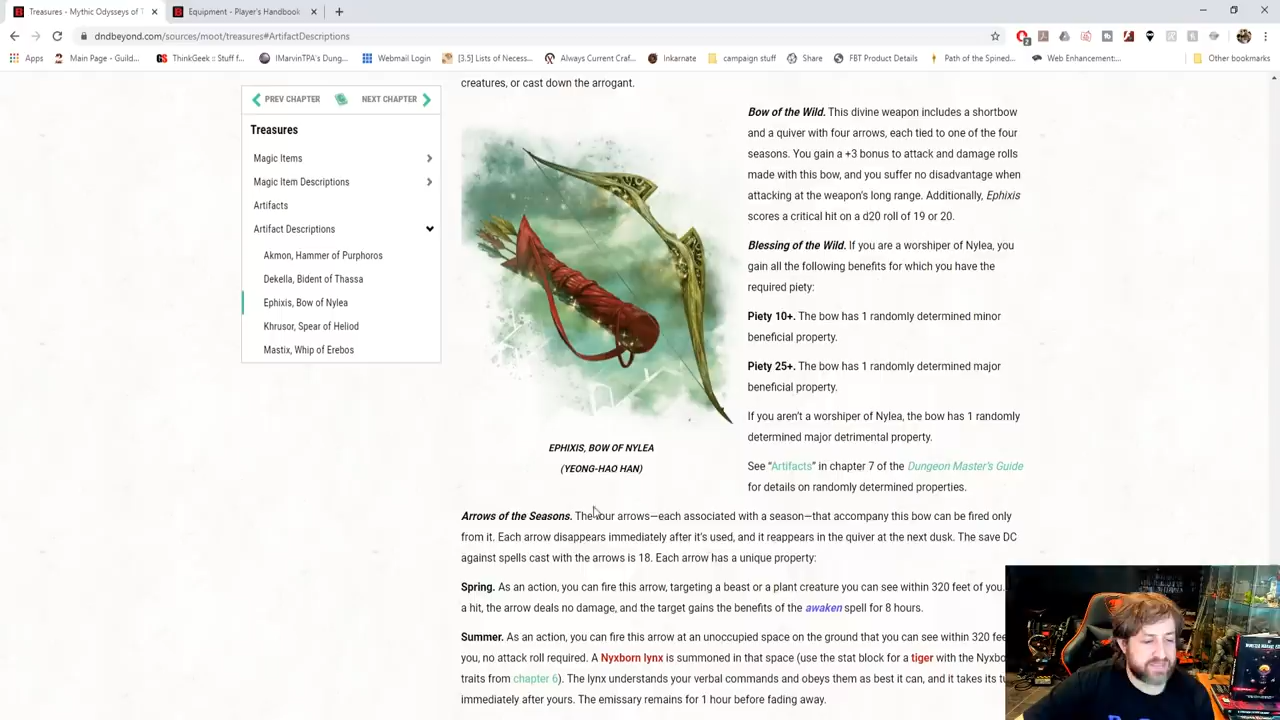 Treasures - Mythic Odysseys of T
Equipment - Player's Handbook
dndbeyond.com/sources/moot/treasures#ArtifactDescriptions
Apps
Main Page - Guild...
ThinkGeek :: Stuff f...
IMarvinTPA's Dung...
Webmail Login
[3.5] Lists of Necess...
Always Current Craf...
Inkarnate
campaign stuff
Share
FBT Product Details
Path of the Spined...
Web Enhancement:...
Other bookmarks
PREV CHAPTER
NEXT CHAPTER
Treasures
Magic Items
Magic Item Descriptions
Artifacts
Artifact Descriptions
Akmon, Hammer of Purphoros
Dekella, Bident of Thassa
Ephixis, Bow of Nylea
Khrusor, Spear of Heliod
Mastix, Whip of Erebos
creatures, or cast down the arrogant.
Bow of the Wild. This divine weapon includes a shortbow
and a quiver with four arrows, each tied to one of the four
seasons. You gain a +3 bonus to attack and damage rolls
made with this bow, and you suffer no disadvantage when
attacking at the weapon's long range. Additionally, Ephixis
scores a critical hit on a d20 roll of 19 or 20.
Blessing of the Wild. If you are a worshiper of Nylea, you
gain all the following benefits for which you have the
required piety:
Piety 10+. The bow has 1 randomly determined minor
beneficial property.
Piety 25+. The bow has 1 randomly determined major
beneficial property.
If you aren't a worshiper of Nylea, the bow has 1 randomly
determined major detrimental property.
See “Artifacts” in chapter 7 of the Dungeon Master's Guide
for details on randomly determined properties.
EPHIXIS, BOW OF NYLEA
(YEONG-HAO HAN)
Arrows of the Seasons. The four arrows—each associated with a season—that accompany this bow can be fired only
from it. Each arrow disappears immediately after it's used, and it reappears in the quiver at the next dusk. The save DC
against spells cast with the arrows is 18. Each arrow has a unique property:
Spring. As an action, you can fire this arrow, targeting a beast or a plant creature you can see within 320 feet of you.
a hit, the arrow deals no damage, and the target gains the benefits of the awaken spell for 8 hours.
Summer. As an action, you can fire this arrow at an unoccupied space on the ground that you can see within 320 fee
you, no attack roll required. A Nyxborn lynx is summoned in that space (use the stat block for a tiger with the Nyxbo
traits from chapter 6). The lynx understands your verbal commands and obeys them as best it can, and it takes its tu
immediately after yours. The emissary remains for 1 hour before fading away.